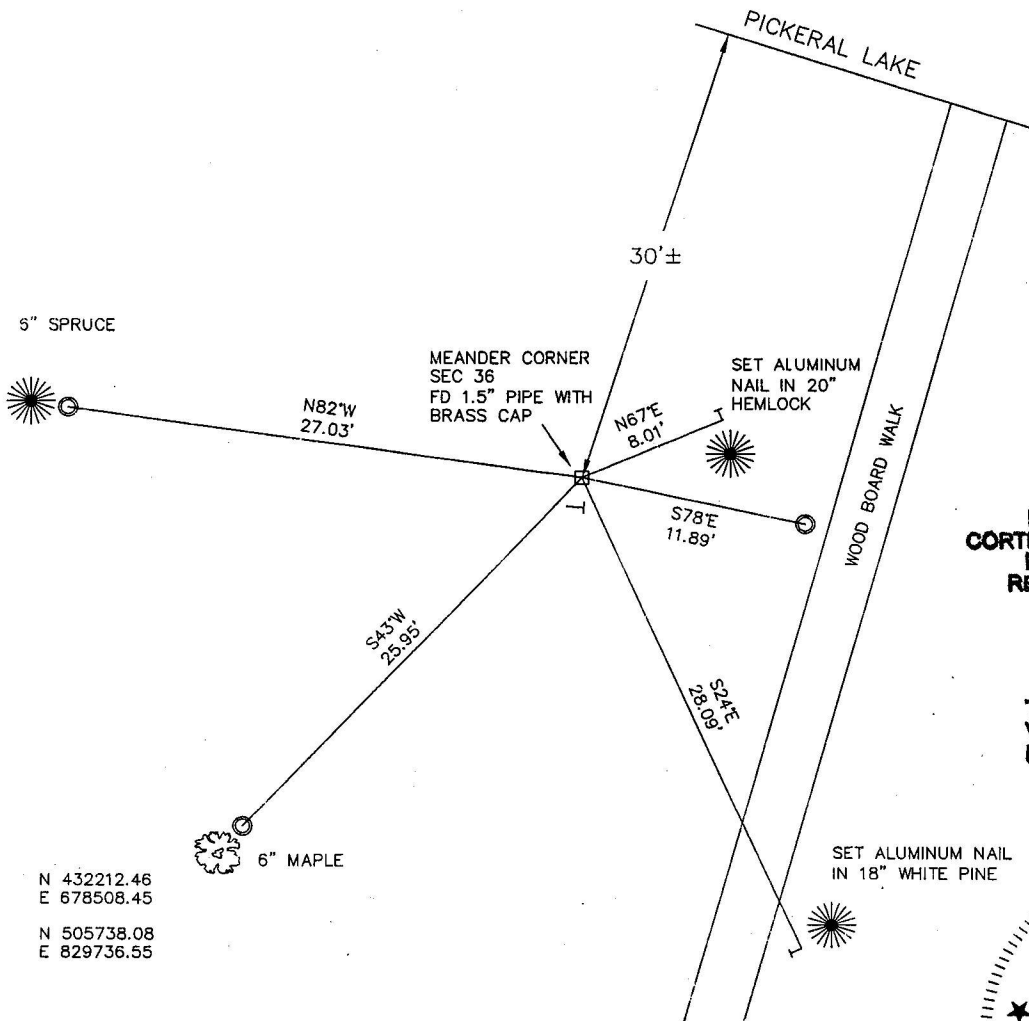 PICKERAL LAKE
30'±
6" SPRUCE
MEANDER CORNER
SEC 36
FD 1.5" PIPE WITH
BRASS CAP
SET ALUMINUM
NAIL IN 20"
HEMLOCK
N82°W
27.03'
N67°E
8.01'
S78°E
11.89'
WOOD BOARD WALK
S43°W
25.95'
S24°E
28.09'
6" MAPLE
SET ALUMINUM NAIL
IN 18" WHITE PINE
N 432212.46
E 678508.45
N 505738.08
E 829736.55